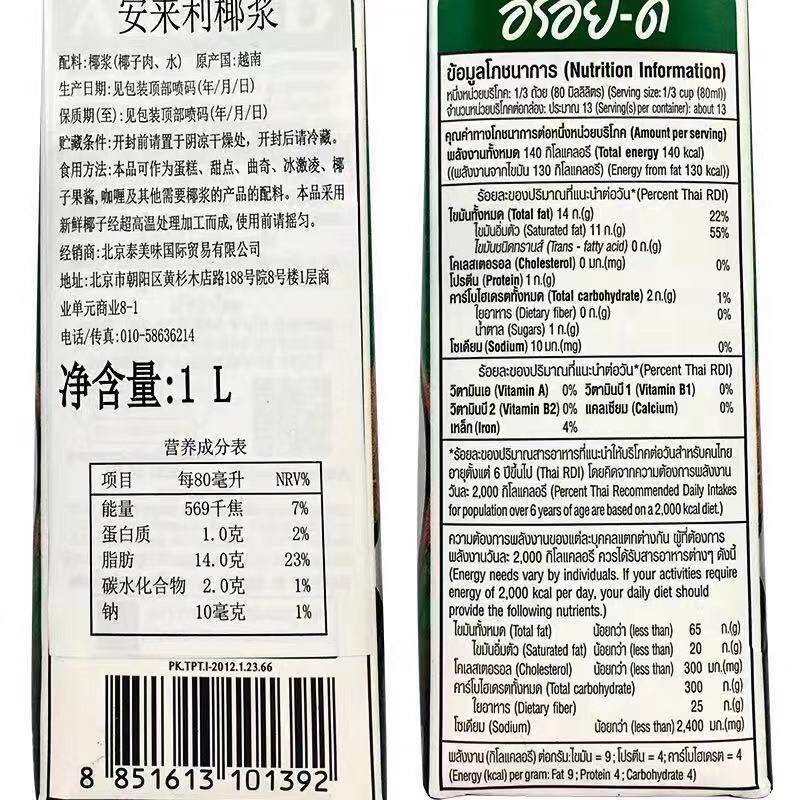 安来利椰浆
配料:椰浆(椰子肉、水) 原产国:越南
生产日期:见包装顶部喷码(年/月/日)
保质期(至):见包装顶部喷码(年/月/日)
贮藏条件:开封前请置于阴凉干燥处,开封后请冷藏。
食用方法:本品可作为蛋糕、甜点、曲奇、冰激凌、椰
子果酱,咖喱及其他需要椰浆的产品的配料。本品采用
新鲜椰子经超高温处理加工而成,使用前请摇匀。
经销商:北京泰美味国际贸易有限公司
地址:北京市朝阳区黄杉木店路188号院8号楼1层商
业单元商业8-1
电话/传真:010-58636214
净含量:1 L
营养成分表
项目 每80毫升 NRV%
能量 569千焦 7%
蛋白质 1.0克 2%
脂肪 14.0克 23%
碳水化合物 2.0克 1%
钠 10毫克 1%
PK.TPT.I-2012.1.23.66
8 851613 101392
อร่อย-ดี
ข้อมูลโภชนาการ (Nutrition Information)
หนึ่งหน่วยบริโภค: 1/3 ถ้วย (80 มิลลิลิตร) (Serving size: 1/3 cup (80ml))
จำนวนหน่วยบริโภคต่อกล่อง: ประมาณ 13 (Serving(s) per container): about 13
คุณค่าทางโภชนาการต่อหนึ่งหน่วยบริโภค (Amount per serving)
พลังงานทั้งหมด 140 กิโลแคลอรี (Total energy 140 kcal)
((พลังงานจากไขมัน 130 กิโลแคลอรี) (Energy from fat 130 kcal))
ร้อยละของปริมาณที่แนะนำต่อวัน*(Percent Thai RDI)
ไขมันทั้งหมด (Total fat) 14 ก.(g) 22%
ไขมันอิ่มตัว (Saturated fat) 11 ก.(g) 55%
ไขมันชนิดทรานส์ (Trans - fatty acid) 0 ก.(g)
โคเลสเตอรอล (Cholesterol) 0 มก.(mg) 0%
โปรตีน (Protein) 1 ก.(g)
คาร์โบไฮเดรตทั้งหมด (Total carbohydrate) 2 ก.(g) 1%
ใยอาหาร (Dietary fiber) 0 ก.(g) 0%
น้ำตาล (Sugars) 1 ก.(g)
โซเดียม (Sodium) 10 มก.(mg) 0%
ร้อยละของปริมาณที่แนะนำต่อวัน*(Percent Thai RDI)
วิตามินเอ (Vitamin A) 0% วิตามินบี 1 (Vitamin B1) 0%
วิตามินบี 2 (Vitamin B2) 0% แคลเซียม (Calcium) 0%
เหล็ก (Iron) 4%
*ร้อยละของปริมาณสารอาหารที่แนะนำให้บริโภคต่อวันสำหรับคนไทย
อายุตั้งแต่ 6 ปีขึ้นไป (Thai RDI) โดยคิดจากความต้องการพลังงาน
วันละ 2,000 กิโลแคลอรี (Percent Thai Recommended Daily Intakes
for population over 6 years of age are based on a 2,000 kcal diet.)
ความต้องการพลังงานของแต่ละบุคคลแตกต่างกัน ผู้ที่ต้องการ
พลังงานวันละ 2,000 กิโลแคลอรี ควรได้รับสารอาหารต่างๆ ดังนี้
(Energy needs vary by individuals. If your activities require
energy of 2,000 kcal per day, your daily diet should
provide the following nutrients.)
ไขมันทั้งหมด (Total fat) น้อยกว่า (less than) 65 ก.(g)
ไขมันอิ่มตัว (Saturated fat) น้อยกว่า (less than) 20 ก.(g)
โคเลสเตอรอล (Cholesterol) น้อยกว่า (less than) 300 มก.(mg)
คาร์โบไฮเดรตทั้งหมด (Total carbohydrate) 300 ก.(g)
ใยอาหาร (Dietary fiber) 25 ก.(g)
โซเดียม (Sodium) น้อยกว่า (less than) 2,400 มก.(mg)
พลังงาน (กิโลแคลอรี) ต่อกรัม:ไขมัน = 9 ; โปรตีน = 4; คาร์โบไฮเดรต = 4
(Energy (kcal) per gram: Fat 9 ; Protein 4 ; Carbohydrate 4)